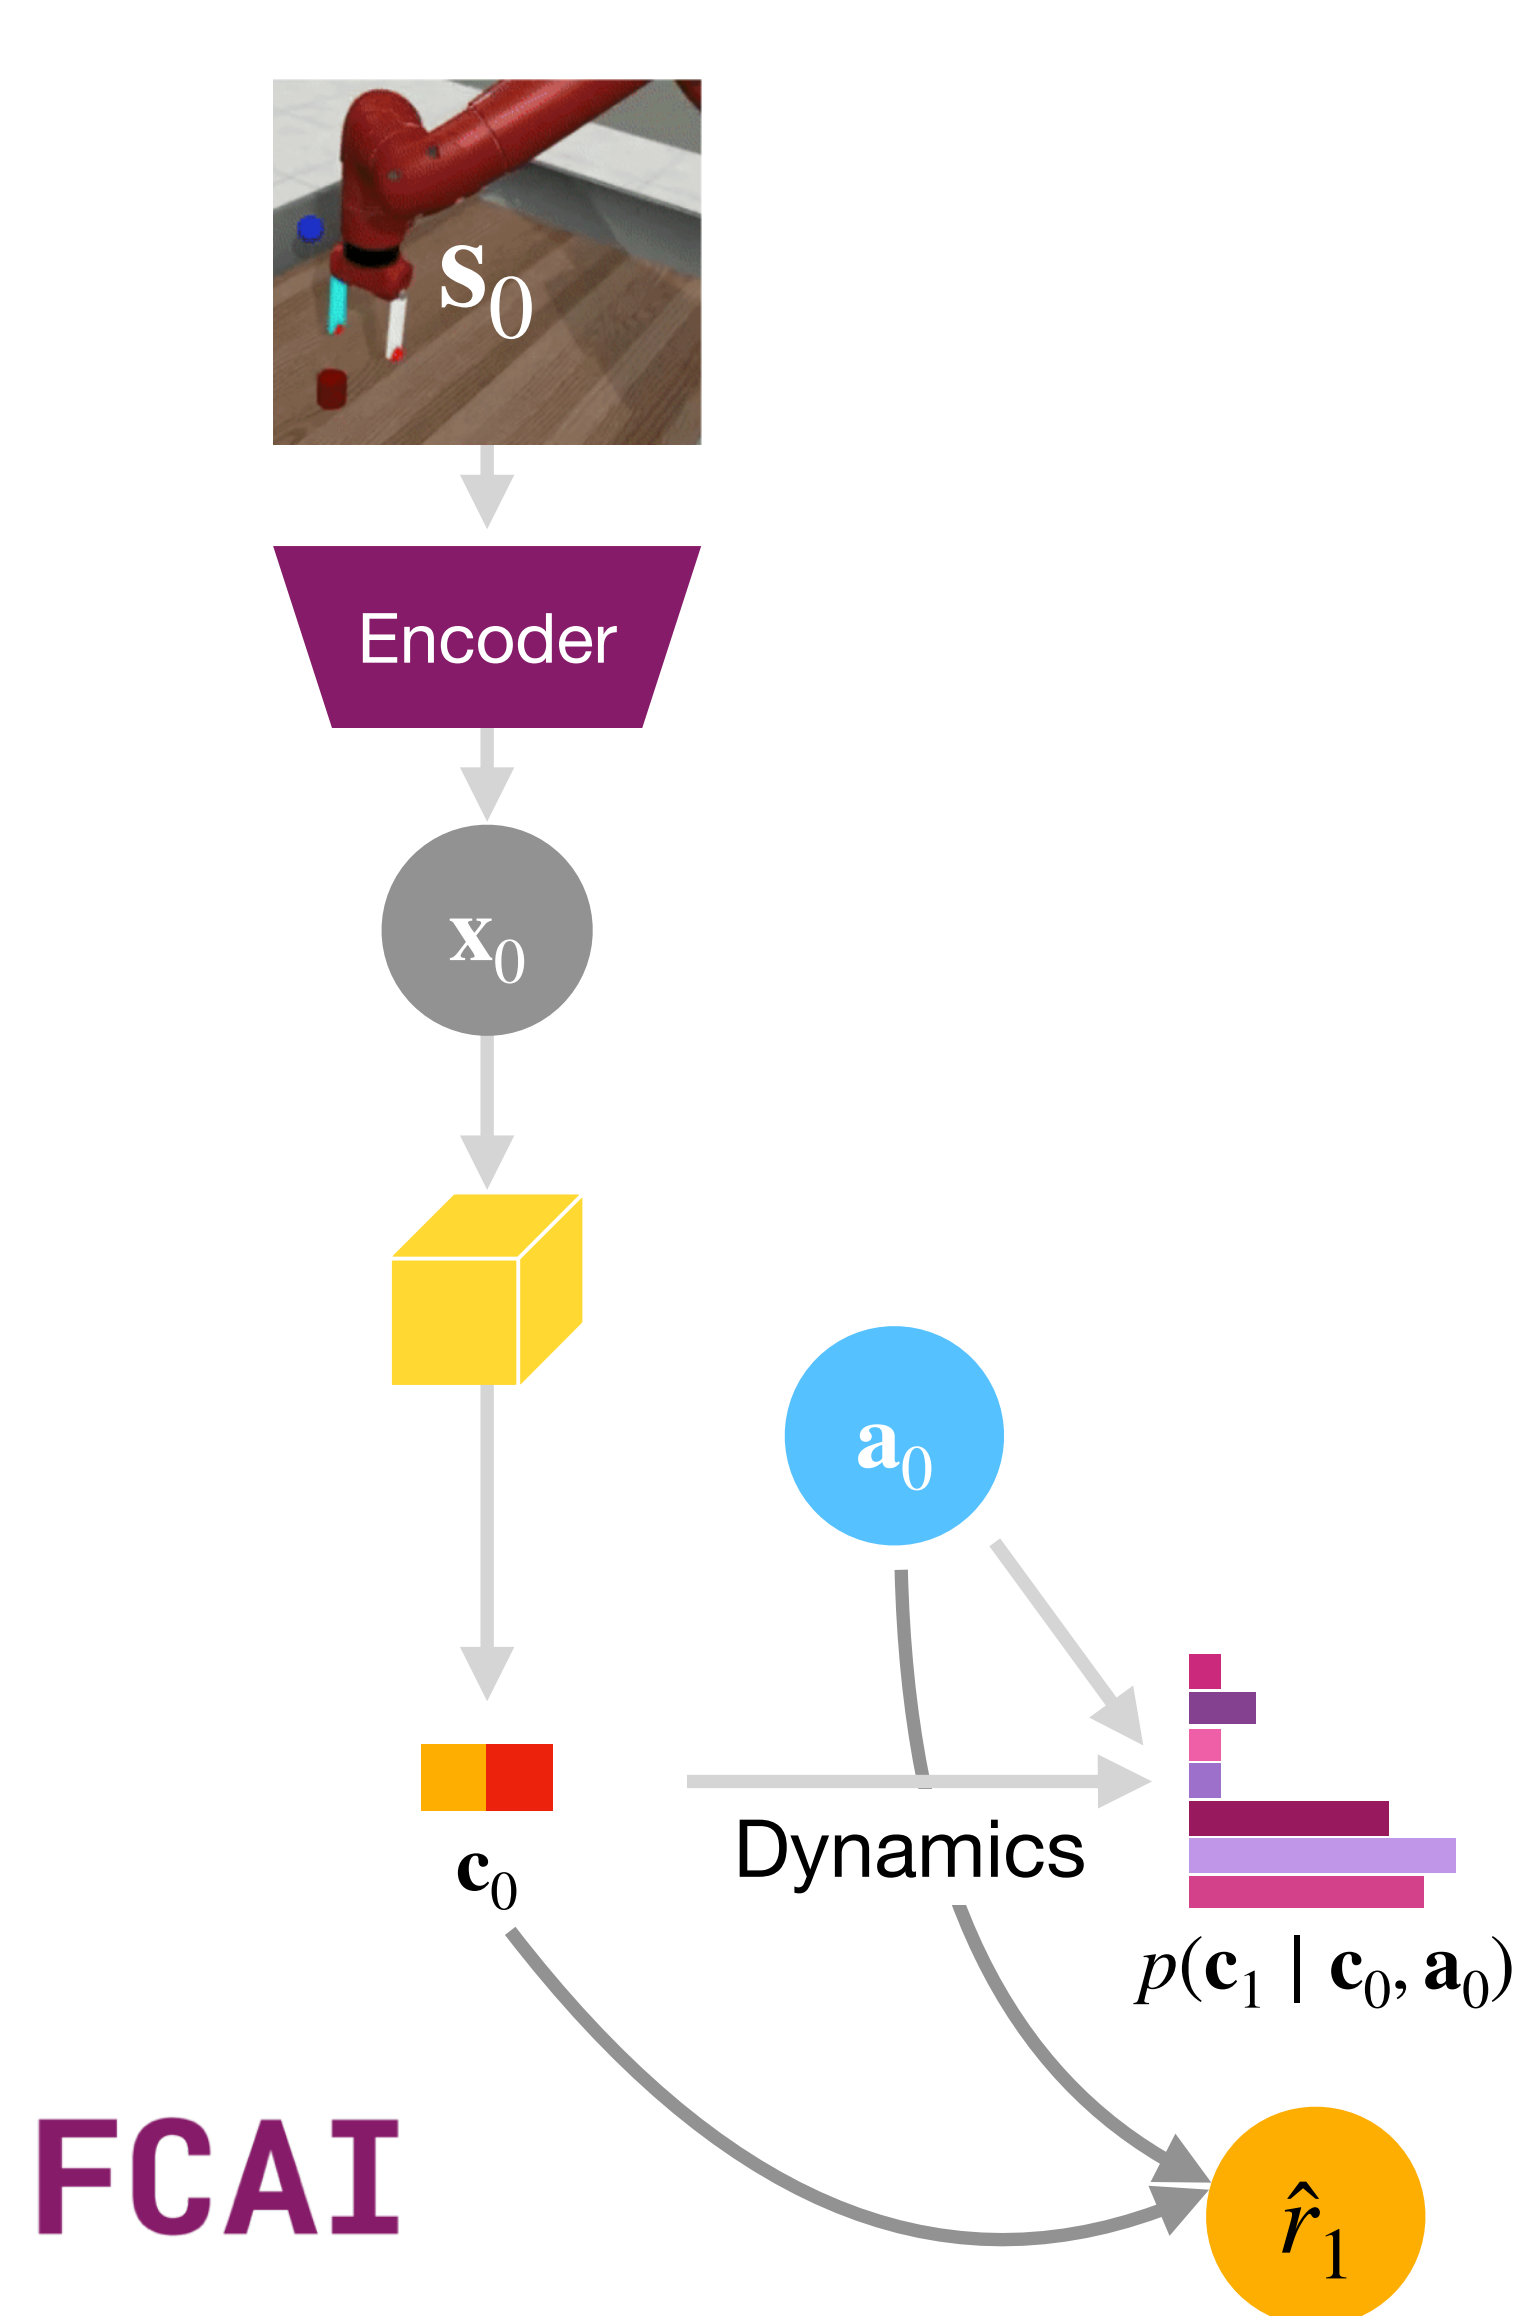 s₀
Encoder
x₀
a₀
c₀
Dynamics
p(c₁ | c₀, a₀)
FCAI
r̂₁